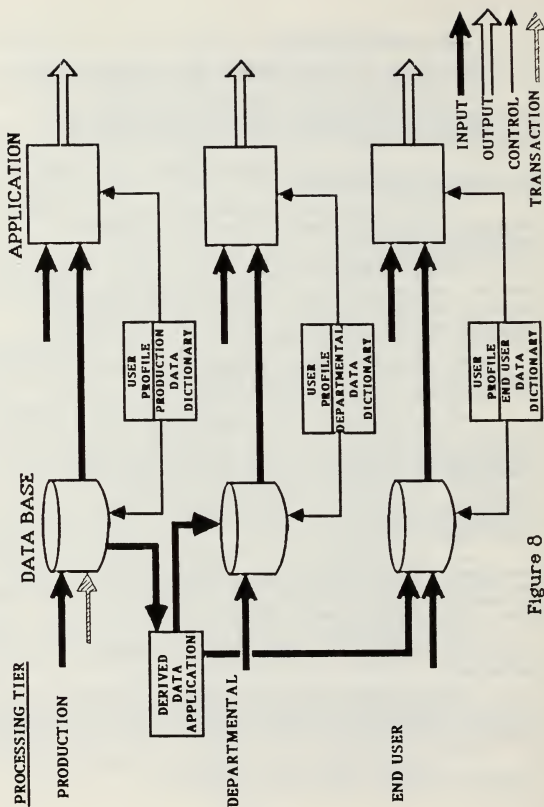 PROCESSING TIER
DATA BASE
APPLICATION
PRODUCTION
USER
PROFILE
PRODUCTION
DATA
DICTIONARY
DERIVED
DATA
APPLICATION
DEPARTMENTAL
USER
PROFILE
DEPARTMENTAL
DATA
DICTIONARY
END USER
USER
PROFILE
END USER
DATA
DICTIONARY
INPUT
OUTPUT
CONTROL
TRANSACTION
Figure 8